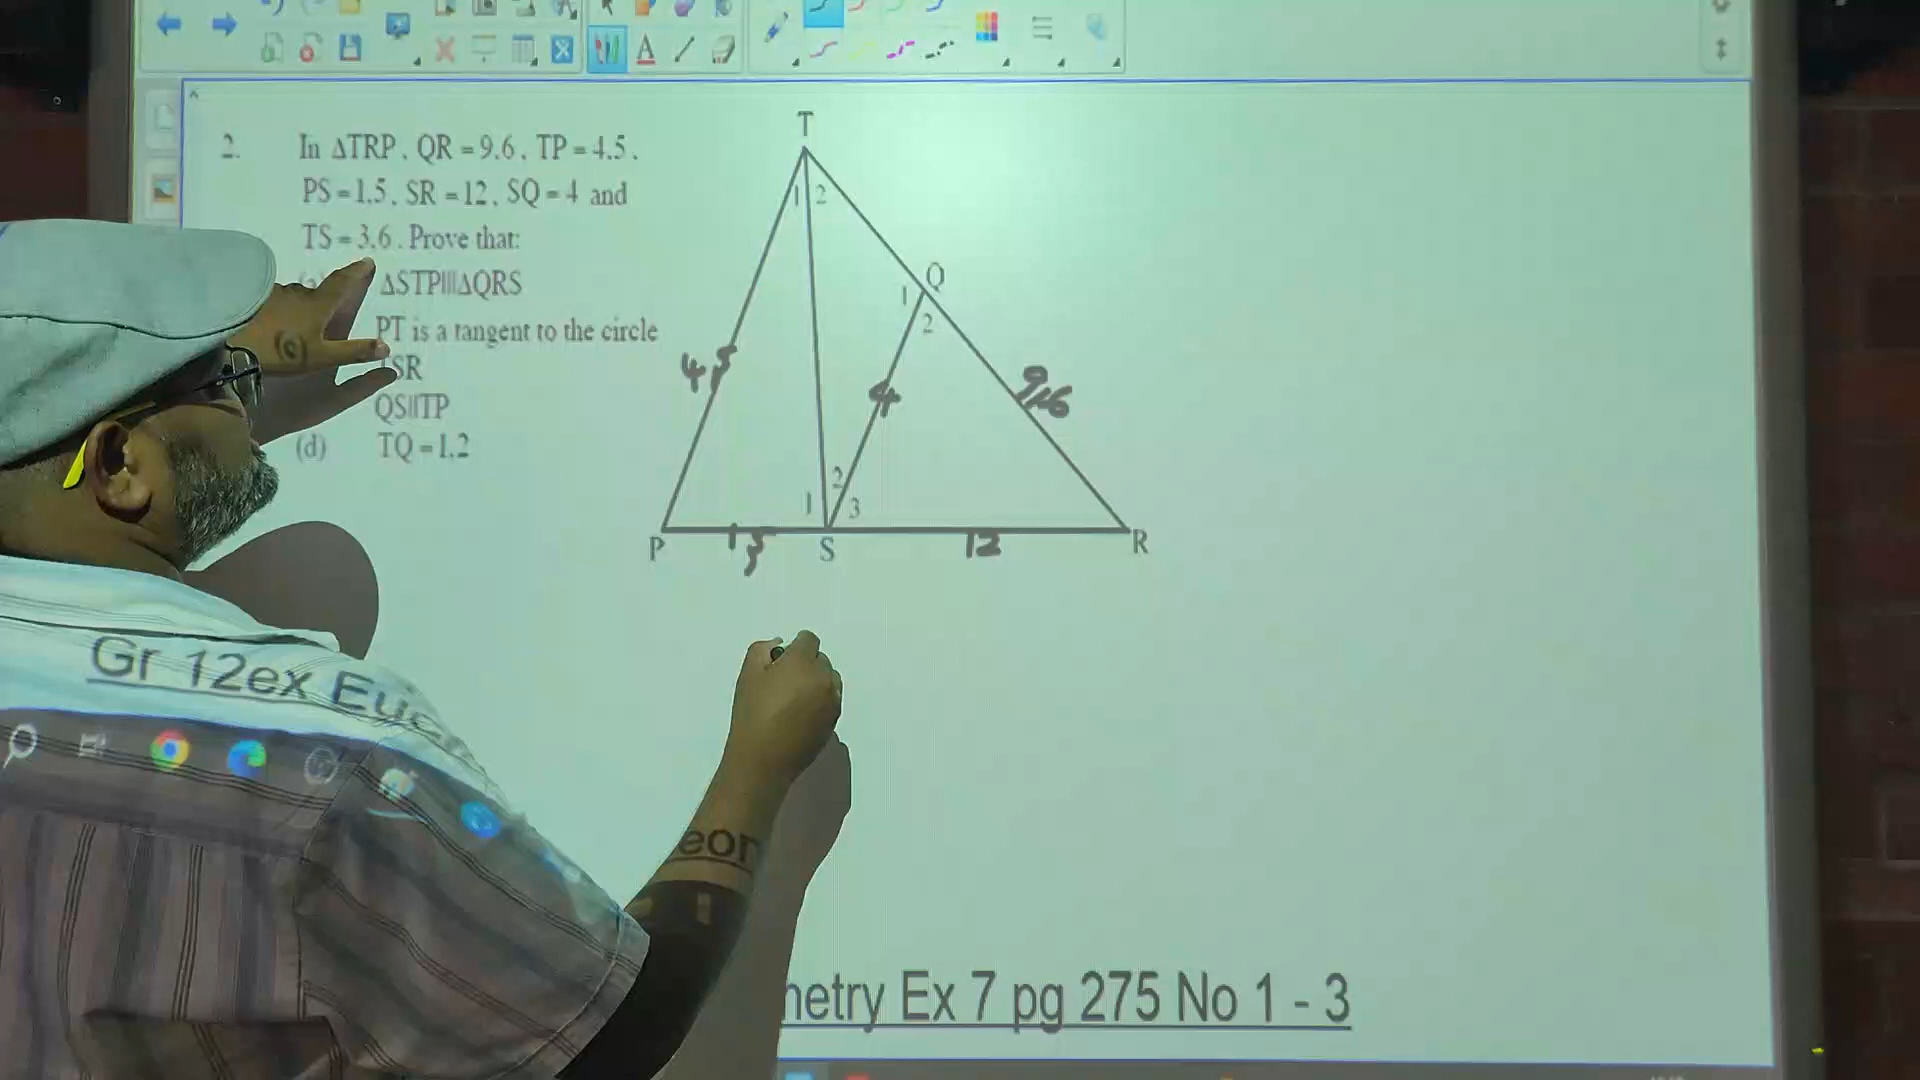 2. In ΔTRP, QR = 9.6, TP = 4.5,
PS = 1.5, SR = 12, SQ = 4 and
TS = 3.6. Prove that:
ΔSTP|||ΔQRS
PT is a tangent to the circle
SR
QS||TP
(d) TQ = 1.2
T
1 2
Q
1
2
4,5
4
9,6
1 2 3
P S R
1,5
12
Gr 12ex Euc
eom
netry Ex 7 pg 275 No 1 - 3